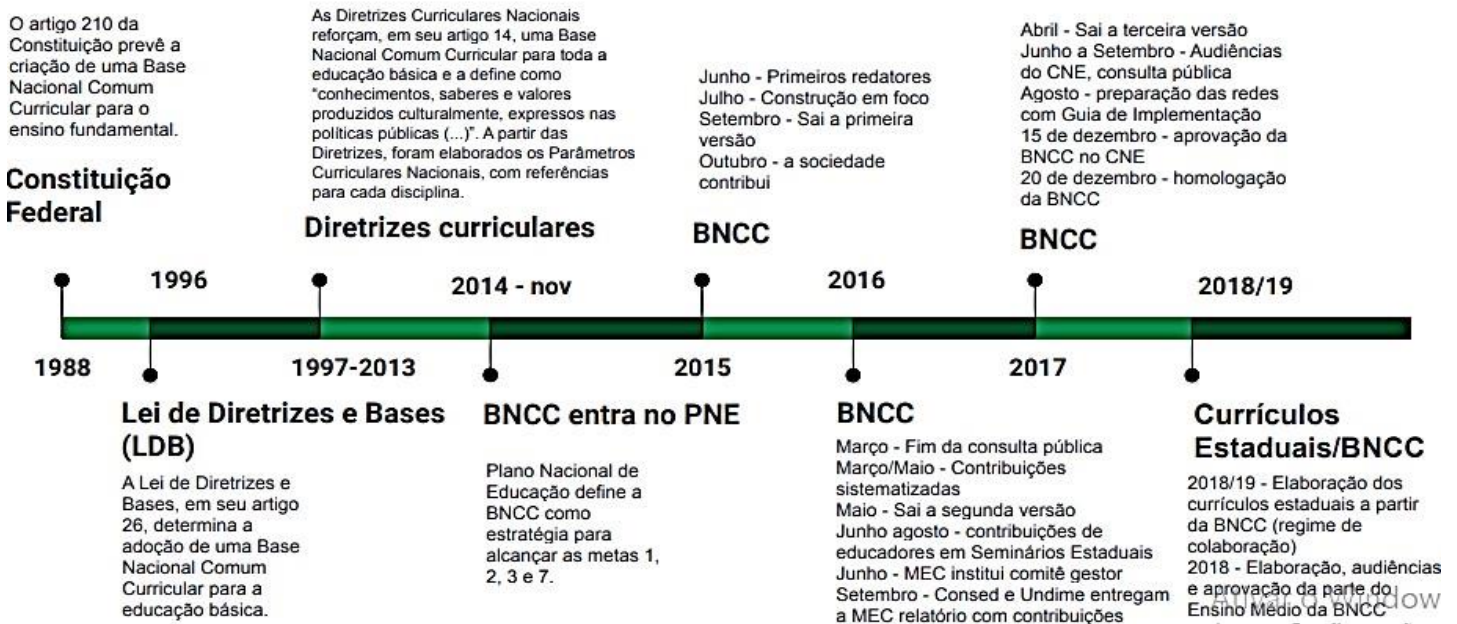 O artigo 210 da
Constituição prevê a
criação de uma Base
Nacional Comum
Curricular para o
ensino fundamental.
Constituição
Federal
As Diretrizes Curriculares Nacionais
reforçam, em seu artigo 14, uma Base
Nacional Comum Curricular para toda a
educação básica e a define como
“conhecimentos, saberes e valores
produzidos culturalmente, expressos nas
políticas públicas (...)”. A partir das
Diretrizes, foram elaborados os Parâmetros
Curriculares Nacionais, com referências
para cada disciplina.
Diretrizes curriculares
Junho - Primeiros redatores
Julho - Construção em foco
Setembro - Sai a primeira
versão
Outubro - a sociedade
contribui
BNCC
Abril - Sai a terceira versão
Junho a Setembro - Audiências
do CNE, consulta pública
Agosto - preparação das redes
com Guia de Implementação
15 de dezembro - aprovação da
BNCC no CNE
20 de dezembro - homologação
da BNCC
BNCC
1996
2014 - nov
2016
2018/19
1988
1997-2013
2015
2017
Lei de Diretrizes e Bases
(LDB)
A Lei de Diretrizes e
Bases, em seu artigo
26, determina a
adoção de uma Base
Nacional Comum
Curricular para a
educação básica.
BNCC entra no PNE
Plano Nacional de
Educação define a
BNCC como
estratégia para
alcançar as metas 1,
2, 3 e 7.
BNCC
Março - Fim da consulta pública
Março/Maio - Contribuições
sistematizadas
Maio - Sai a segunda versão
Junho agosto - contribuições de
educadores em Seminários Estaduais
Junho - MEC institui comitê gestor
Setembro - Consed e Undime entregam
a MEC relatório com contribuições
Currículos
Estaduais/BNCC
2018/19 - Elaboração dos
currículos estaduais a partir
da BNCC (regime de
colaboração)
2018 - Elaboração, audiências
e aprovação da parte do
Ensino Médio da BNCC
Ativar o Window